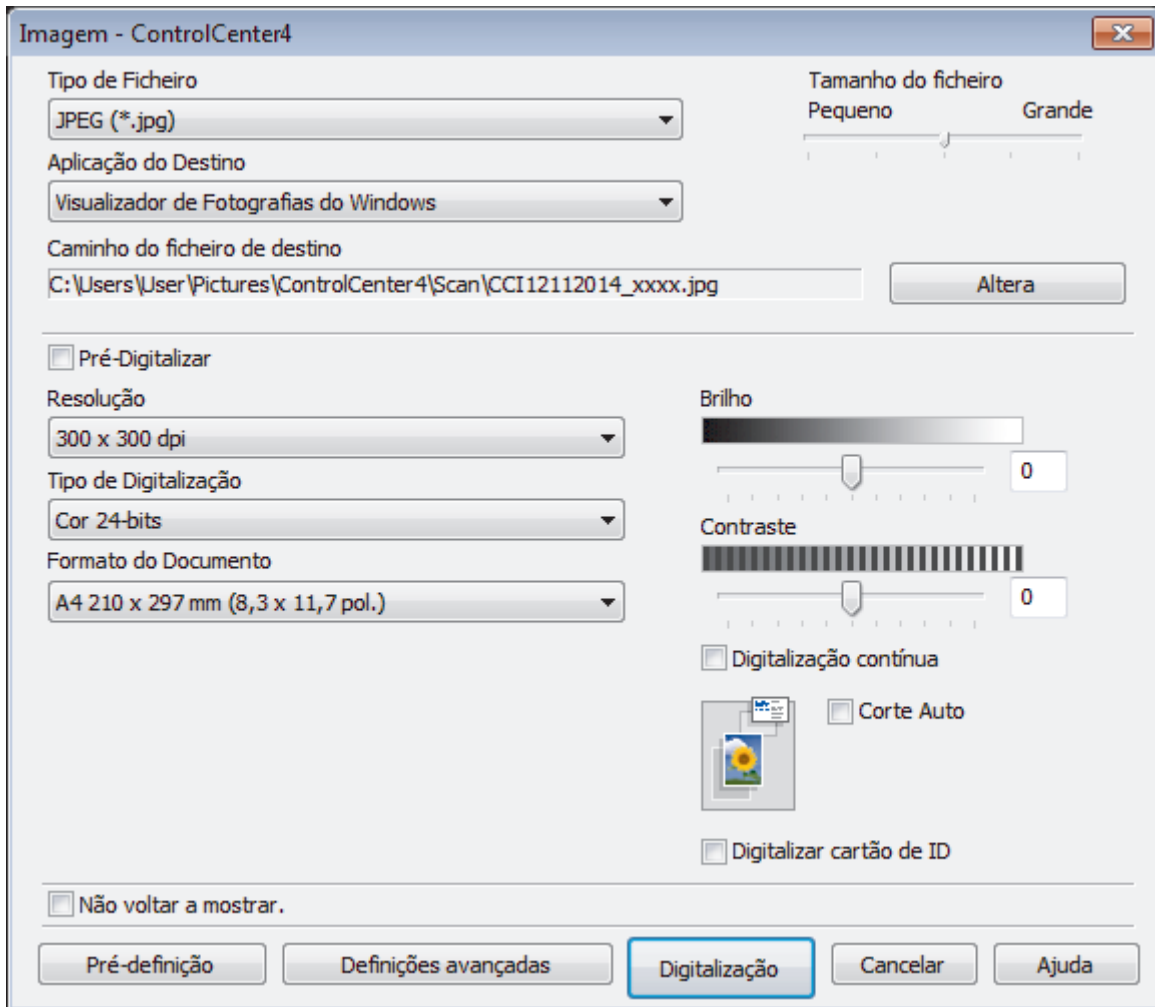 Imagem - ControlCenter4
Tipo de Ficheiro
JPEG (*.jpg)
Tamanho do ficheiro
Pequeno Grande
Aplicação do Destino
Visualizador de Fotografias do Windows
Caminho do ficheiro de destino
C:\Users\User\Pictures\ControlCenter4\Scan\CCI12112014_xxxx.jpg
Altera
Pré-Digitalizar
Resolução
300 x 300 dpi
Tipo de Digitalização
Cor 24-bits
Formato do Documento
A4 210 x 297 mm (8,3 x 11,7 pol.)
Brilho
0
Contraste
0
Digitalização contínua
Corte Auto
Digitalizar cartão de ID
Não voltar a mostrar.
Pré-definição Definições avançadas Digitalização Cancelar Ajuda